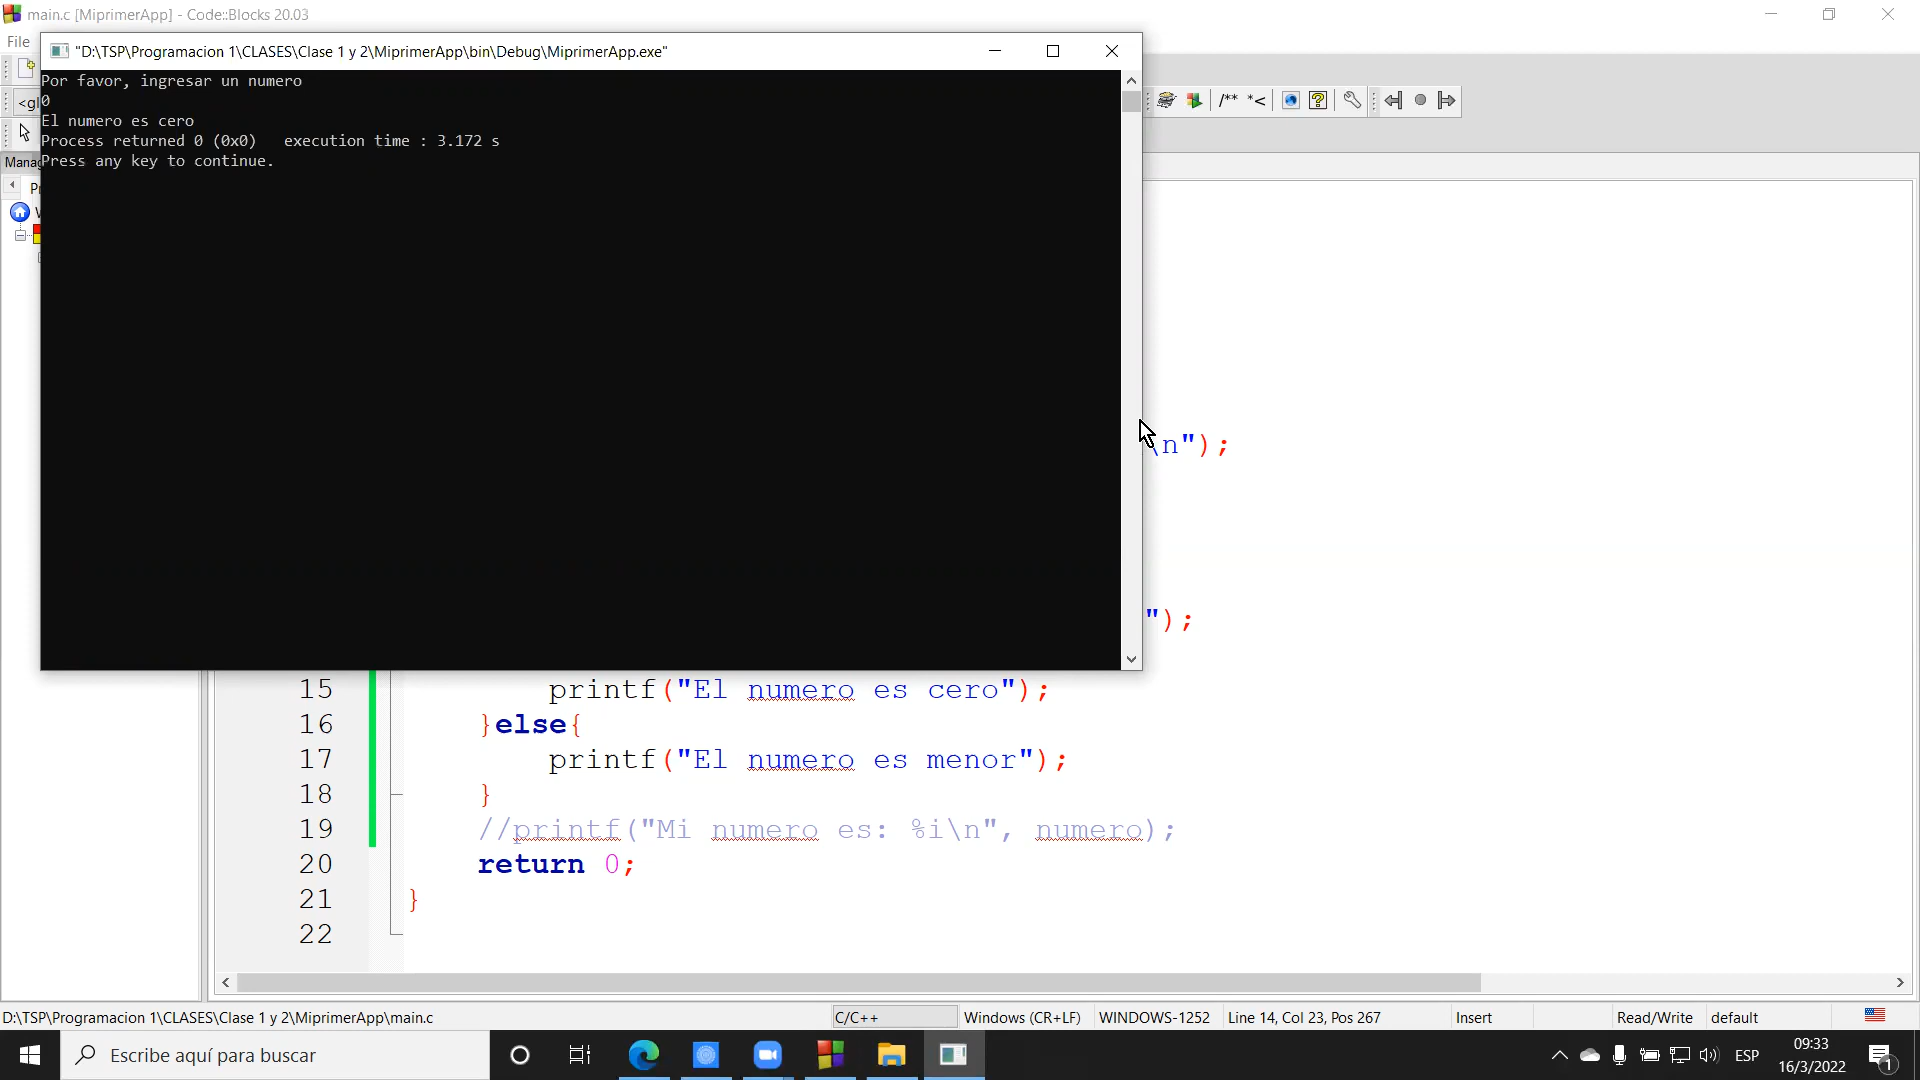 main.c [MiprimerApp] - Code::Blocks 20.03
File
"D:\TSP\Programacion 1\CLASES\Clase 1 y 2\MiprimerApp\bin\Debug\MiprimerApp.exe"
Por favor, ingresar un numero
0
El numero es cero
Process returned 0 (0x0)   execution time : 3.172 s
Press any key to continue.
<gl
/** *<
Manag
\n");
");
15 printf("El numero es cero");
16 }else{
17 printf("El numero es menor");
18 }
19 //printf("Mi numero es: %i\n", numero);
20 return 0;
21 }
22
D:\TSP\Programacion 1\CLASES\Clase 1 y 2\MiprimerApp\main.c C/C++ Windows (CR+LF) WINDOWS-1252 Line 14, Col 23, Pos 267 Insert Read/Write default
Escribe aquí para buscar ESP 09:33
16/3/2022 1